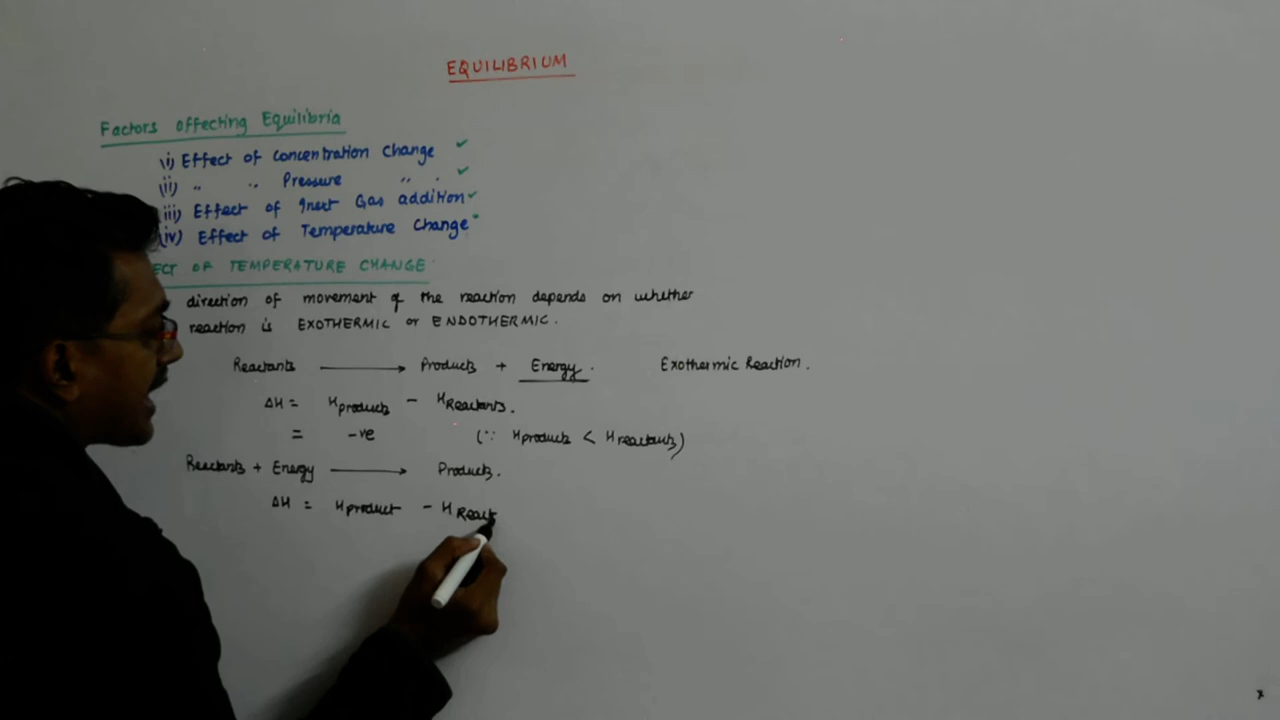 EQUILIBRIUM
Factors affecting Equilibria
(i) Effect of Concentration Change ✓
(ii) " " Pressure " . ✓
iii) Effect of Inert Gas addition ✓
(iv) Effect of Temperature Change
ECT OF TEMPERATURE CHANGE
direction of movement of the reaction depends on whether
reaction is EXOTHERMIC or ENDOTHERMIC.
Reactants ⟶ Products + Energy. Exothermic Reaction.
ΔH = Hproducts - HReactants.
= -ve (∵ Hproducts < Hreactants)
Reactants + Energy ⟶ Products.
ΔH = Hproduct - HReact